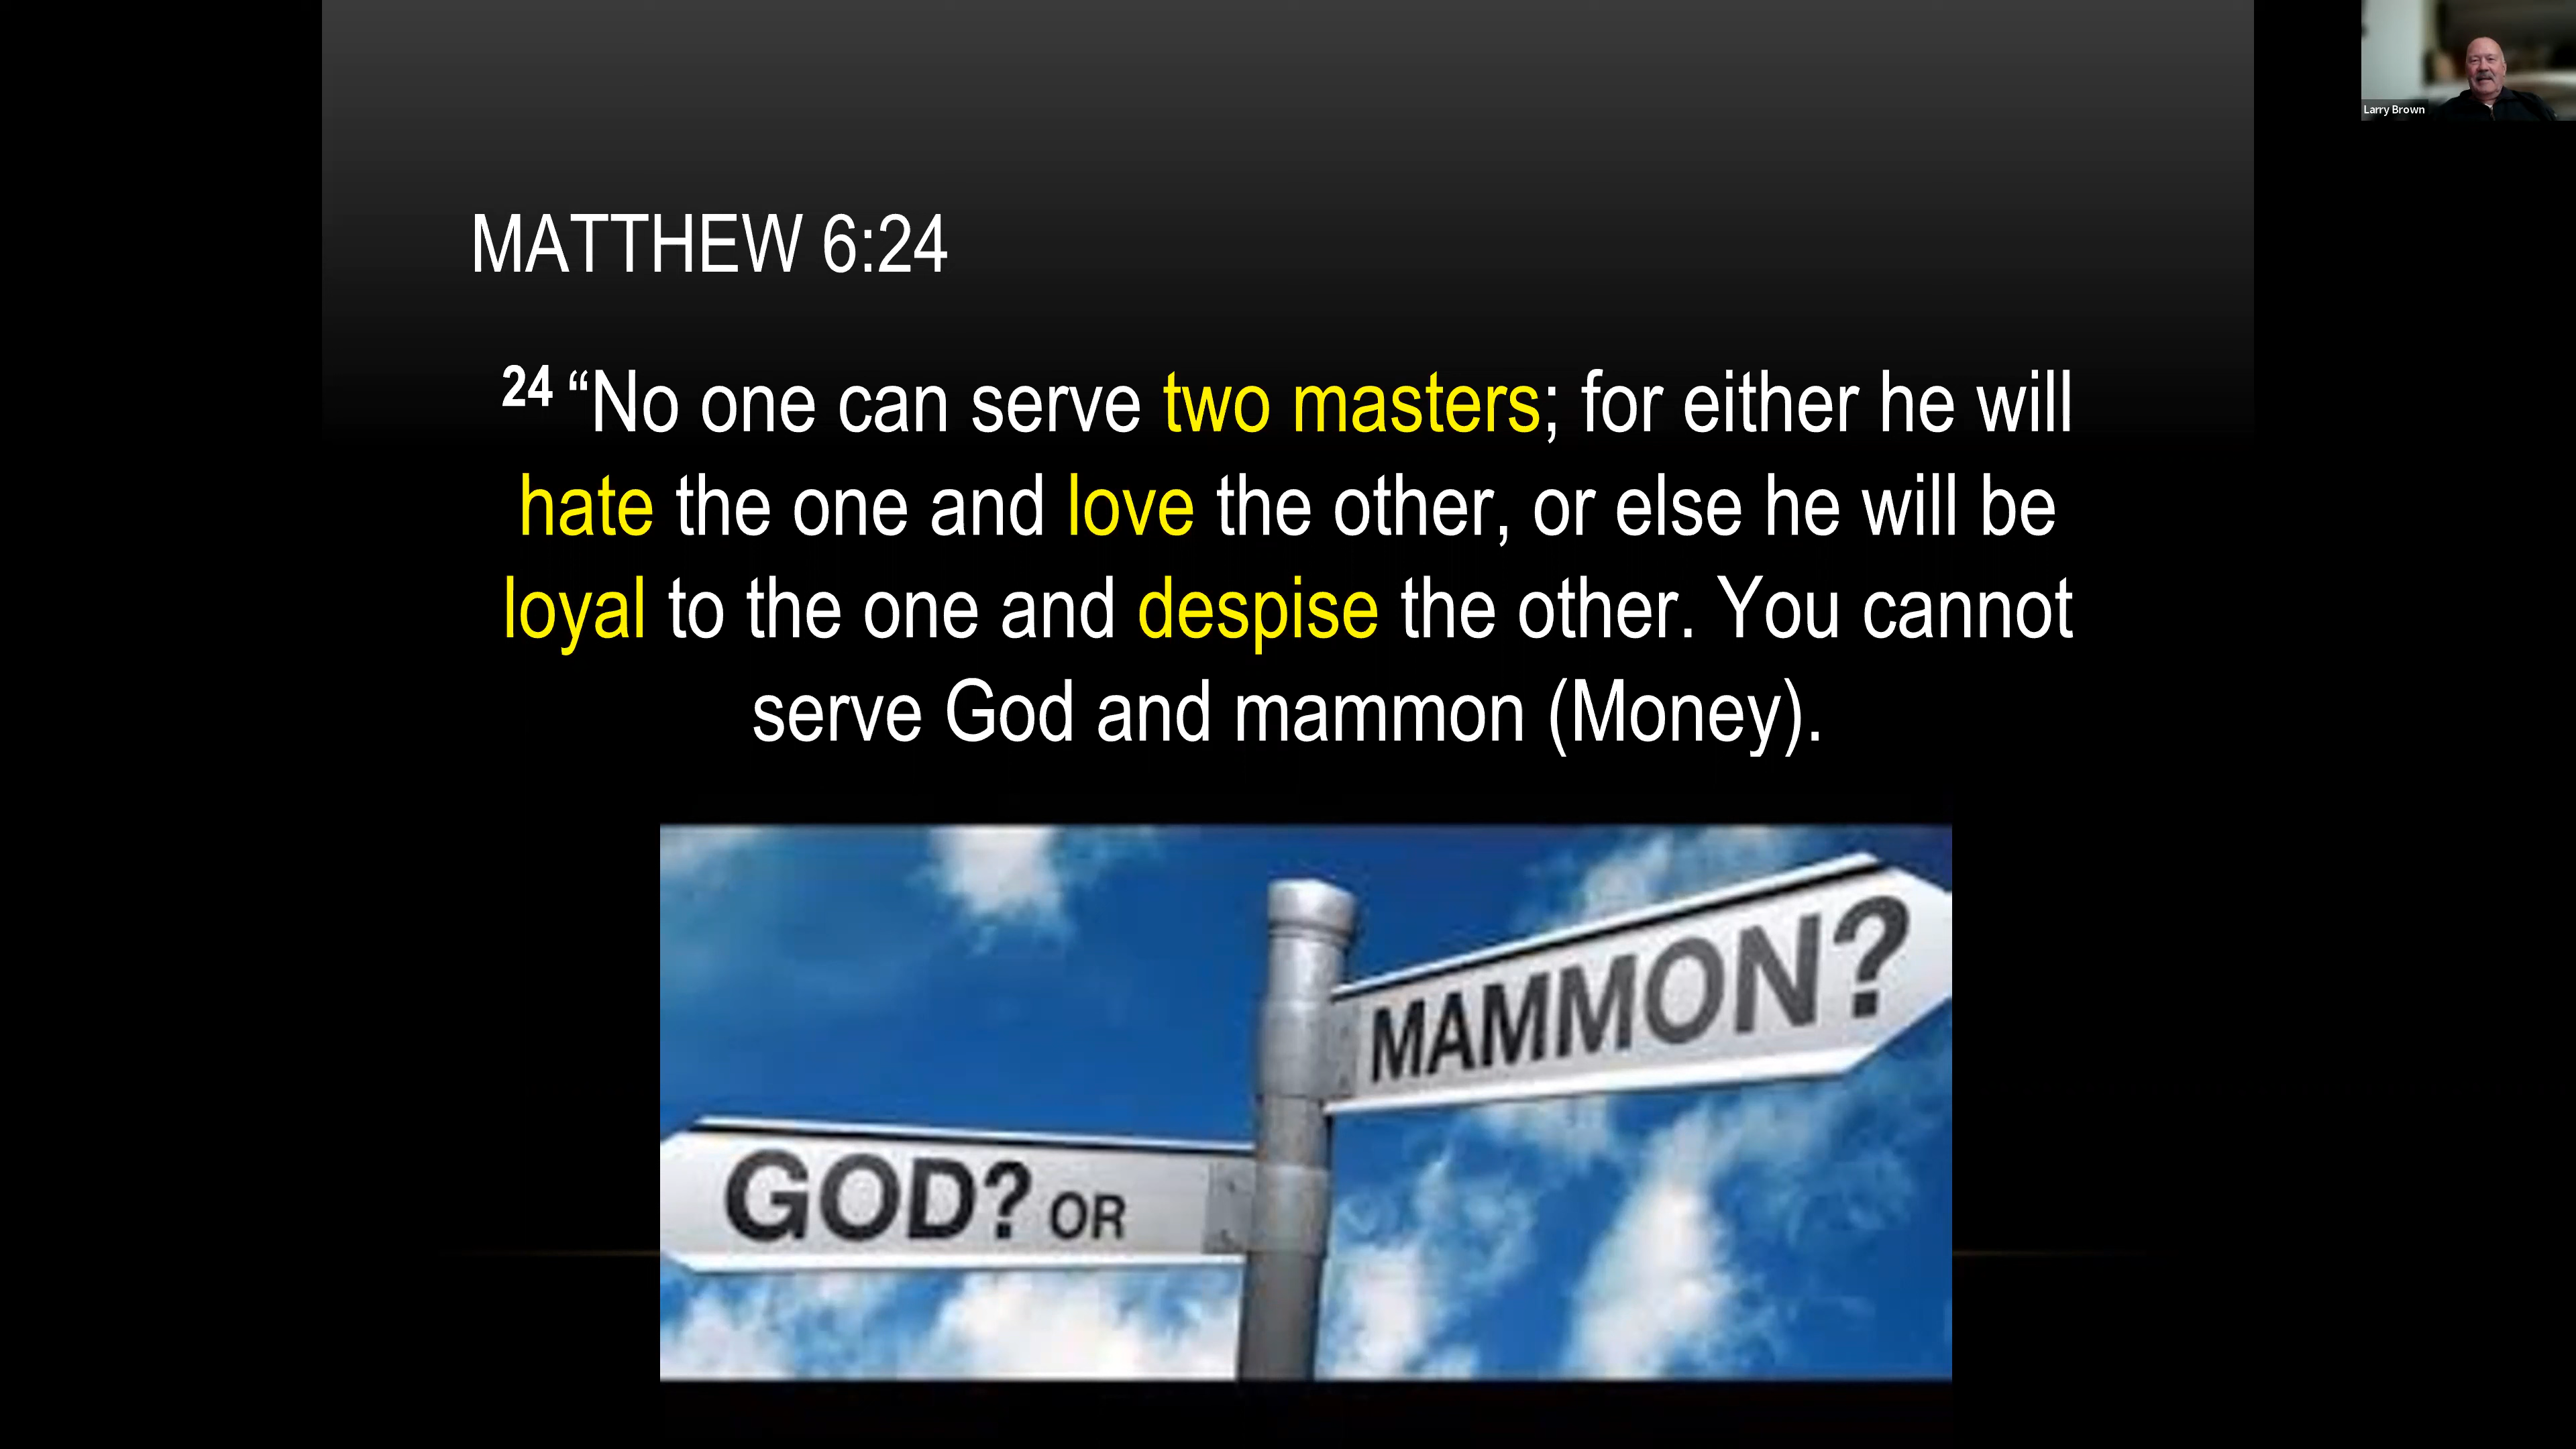 Larry Brown
MATTHEW 6:24
24 “No one can serve two masters; for either he will
hate the one and love the other, or else he will be
loyal to the one and despise the other. You cannot
serve God and mammon (Money).
MAMMON?
GOD? OR